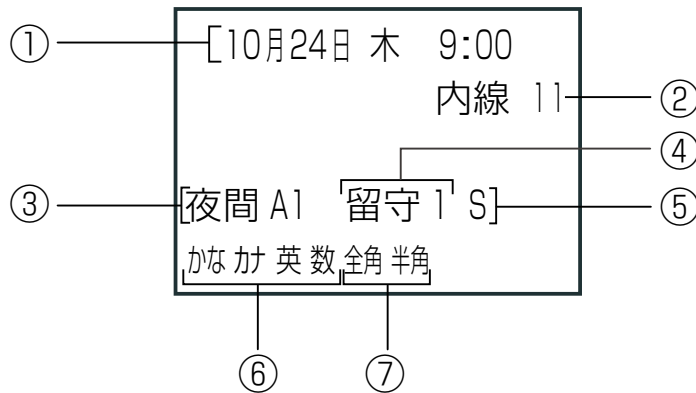 ① 10月24日 木 9:00
内線 11 ②
④
③ 夜間 A1 留守 1 S ⑤
かな カナ 英 数 全角 半角
⑥ ⑦